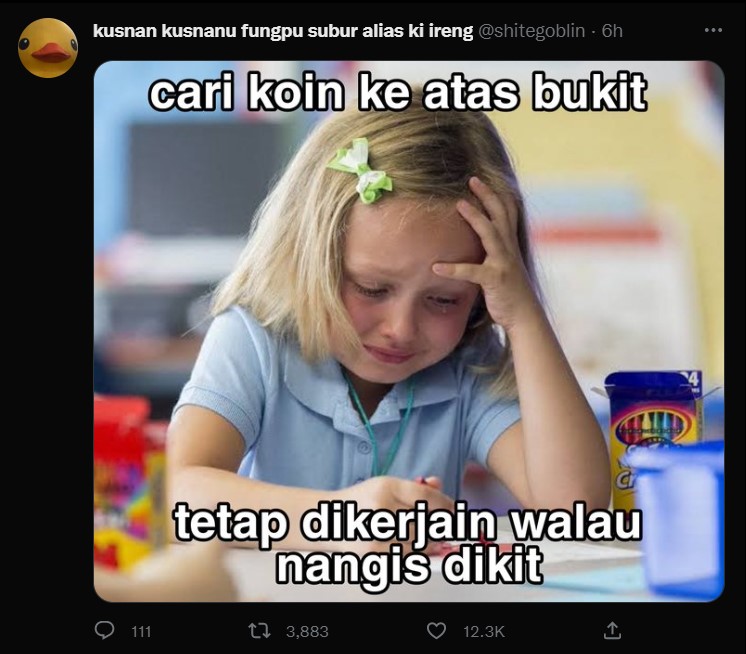 kusnan kusnanu fungpu subur alias ki ireng @shitegoblin · 6h
cari koin ke atas bukit
tetap dikerjain walau
nangis dikit
111 3,883 12.3K